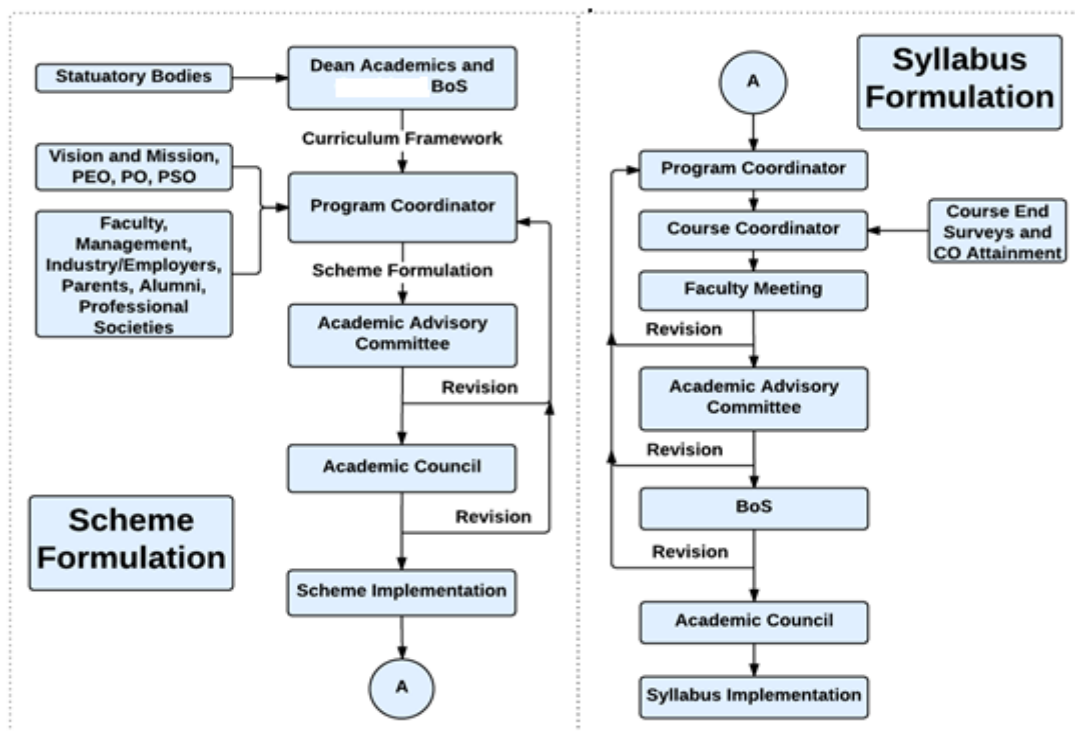 Statuatory Bodies
Dean Academics and
BoS
Curriculum Framework
Vision and Mission,
PEO, PO, PSO
Program Coordinator
Faculty,
Management,
Industry/Employers,
Parents, Alumni,
Professional
Societies
Scheme Formulation
Academic Advisory
Committee
Revision
Academic Council
Revision
Scheme
Formulation
Scheme Implementation
A
Syllabus
Formulation
A
Program Coordinator
Course Coordinator
Course End
Surveys and
CO Attainment
Faculty Meeting
Revision
Academic Advisory
Committee
Revision
BoS
Revision
Academic Council
Syllabus Implementation